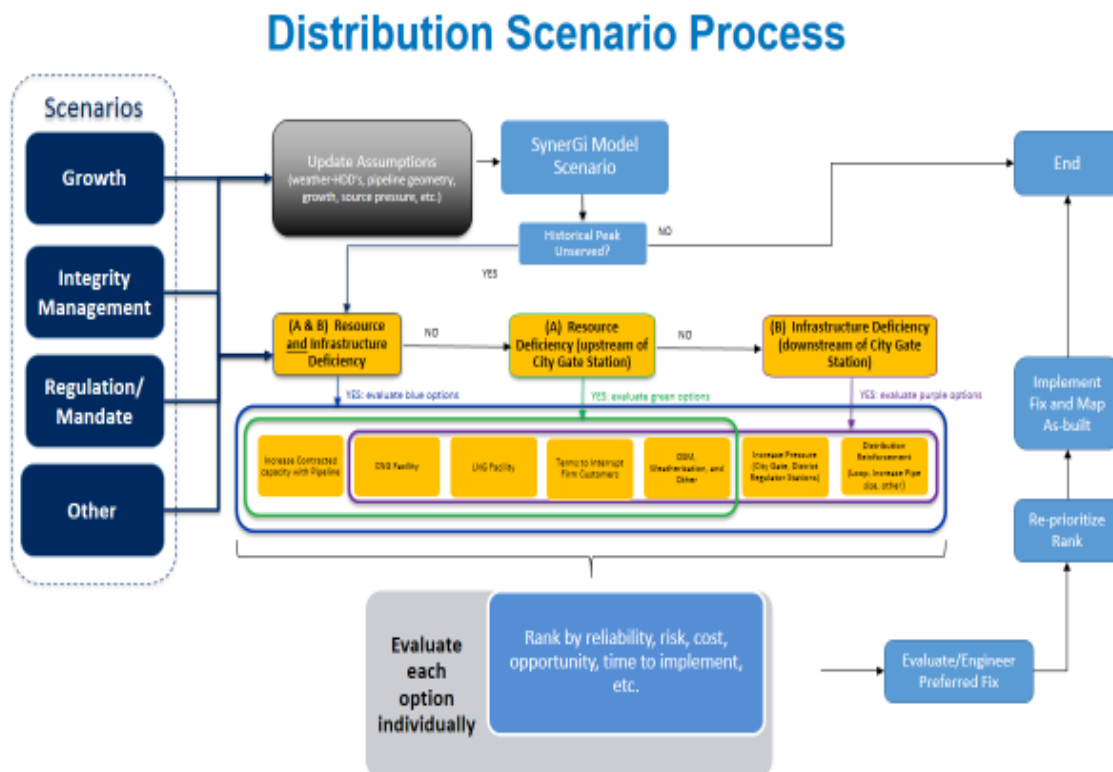 Distribution Scenario Process
Scenarios
Growth
Integrity
Management
Regulation/
Mandate
Other
Update Assumptions
(weather-HDD's, pipeline geometry,
growth, source pressure, etc.)
SynerGi Model
Scenario
Historical Peak
Unserved?
NO
YES
End
(A & B) Resource
and Infrastructure
Deficiency
NO
(A) Resource
Deficiency (upstream of
City Gate Station)
NO
(B) Infrastructure Deficiency
(downstream of City Gate
Station)
YES: evaluate blue options
YES: evaluate green options
YES: evaluate purple options
Increase Contracted
capacity with Pipeline
CNG Facility
LNG Facility
Terms to Interrupt
Firm Customers
DSM,
Weatherization, and
Other
Increase Pressure
(City Gate, District
Regulator Stations)
Distribution
Reinforcement
(Loop, Increase Pipe
size, other)
Evaluate
each
option
individually
Rank by reliability, risk, cost,
opportunity, time to implement,
etc.
Evaluate/Engineer
Preferred Fix
Re-prioritize
Rank
Implement
Fix and Map
As-built